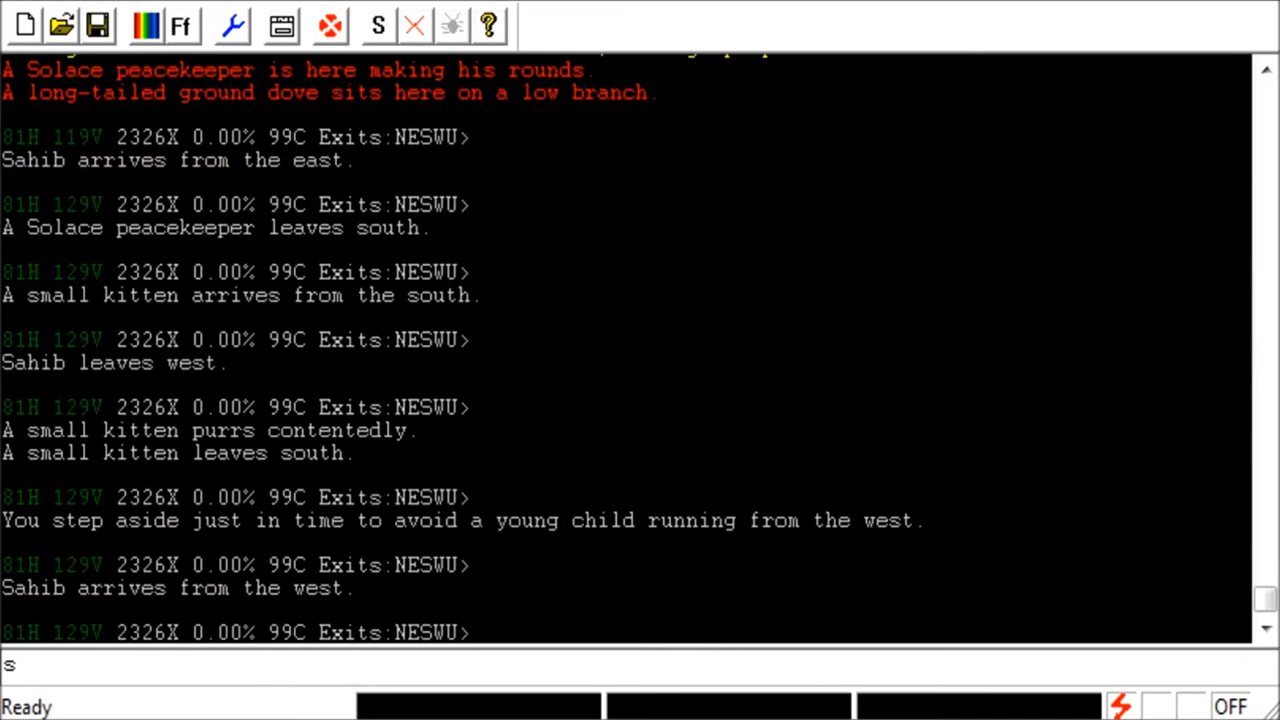 Ff S
A Solace peacekeeper is here making his rounds.
A long-tailed ground dove sits here on a low branch.
81H 119V 2326X 0.00% 99C Exits:NESWU>
Sahib arrives from the east.
81H 129V 2326X 0.00% 99C Exits:NESWU>
A Solace peacekeeper leaves south.
81H 129V 2326X 0.00% 99C Exits:NESWU>
A small kitten arrives from the south.
81H 129V 2326X 0.00% 99C Exits:NESWU>
Sahib leaves west.
81H 129V 2326X 0.00% 99C Exits:NESWU>
A small kitten purrs contentedly.
A small kitten leaves south.
81H 129V 2326X 0.00% 99C Exits:NESWU>
You step aside just in time to avoid a young child running from the west.
81H 129V 2326X 0.00% 99C Exits:NESWU>
Sahib arrives from the west.
81H 129V 2326X 0.00% 99C Exits:NESWU>
s
Ready OFF